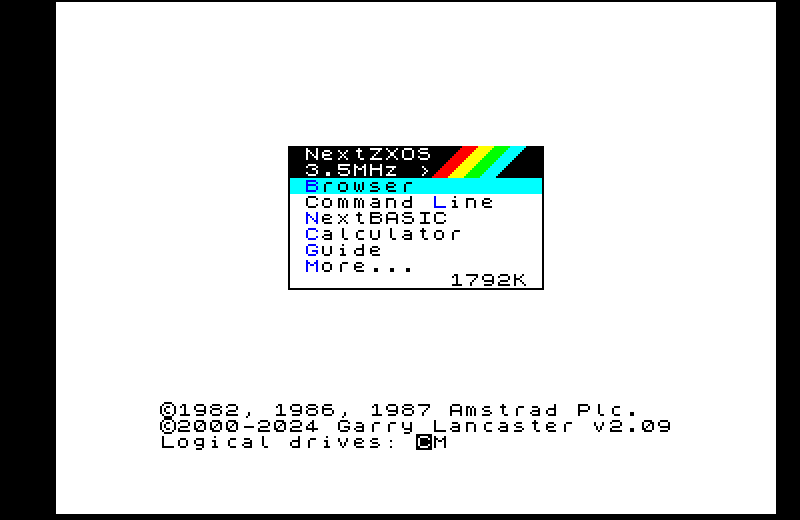 NextZXOS
3.5MHz >
Browser
Command Line
NextBASIC
Calculator
Guide
More...
1792K
©1982, 1986, 1987 Amstrad Plc.
©2000-2024 Garry Lancaster v2.09
Logical drives: CM